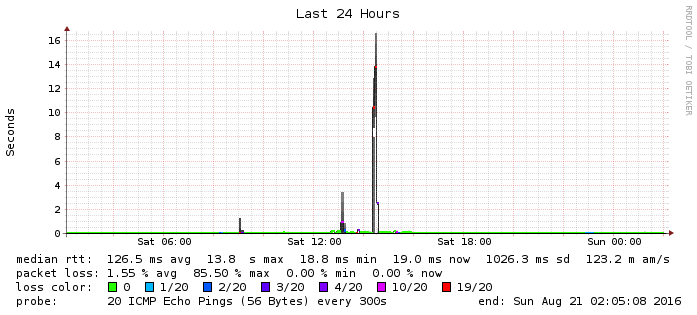 Last 24 Hours
RRDTOOL / TOBI OETIKER
Seconds
16
14
12
10
8
6
4
2
0
Sat 06:00 Sat 12:00 Sat 18:00 Sun 00:00
median rtt: 126.5 ms avg 13.8 s max 18.8 ms min 19.0 ms now 1026.3 ms sd 123.2 m am/s
packet loss: 1.55 % avg 85.50 % max 0.00 % min 0.00 % now
loss color: 0 1/20 2/20 3/20 4/20 10/20 19/20
probe: 20 ICMP Echo Pings (56 Bytes) every 300s end: Sun Aug 21 02:05:08 2016